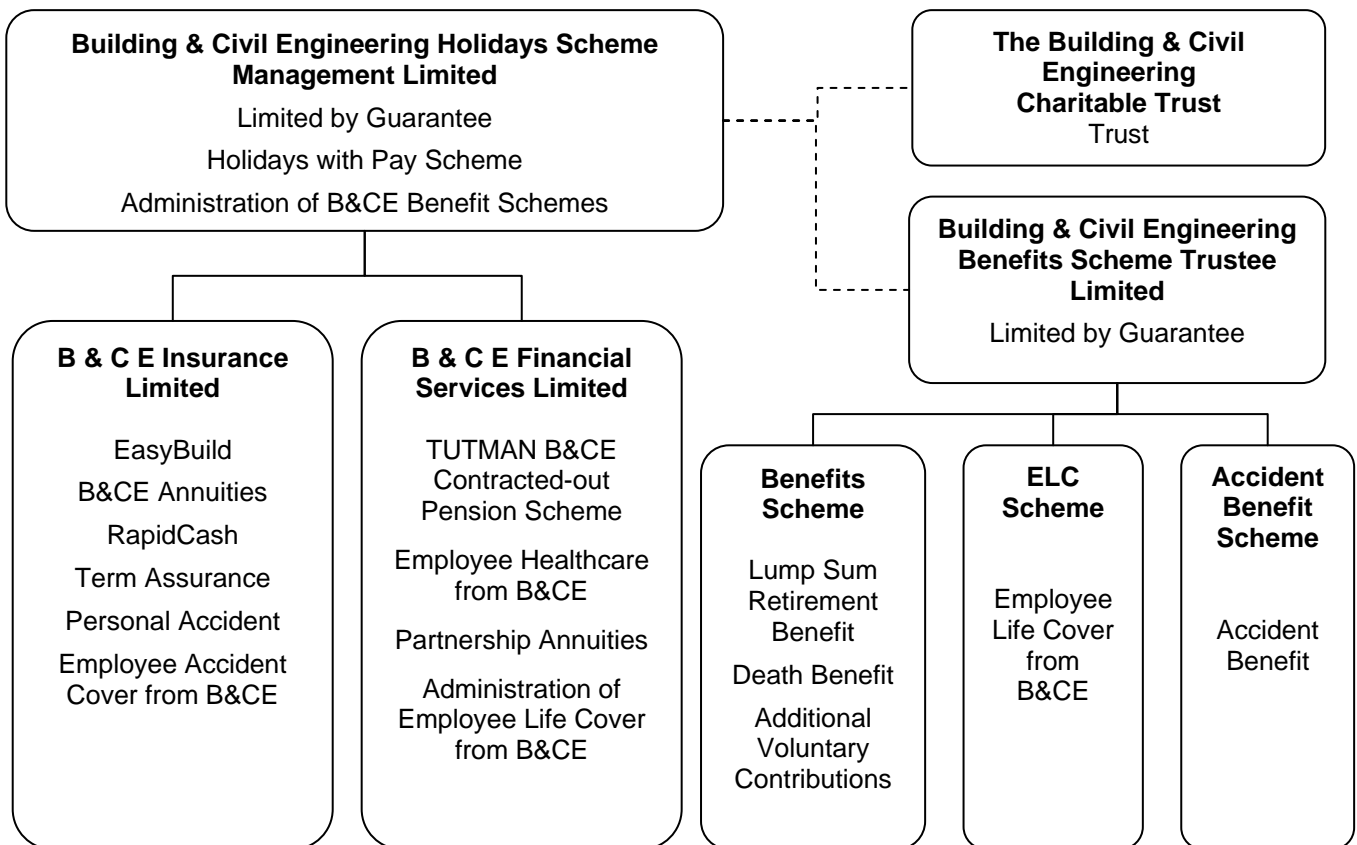 Building & Civil Engineering Holidays Scheme
Management Limited
Limited by Guarantee
Holidays with Pay Scheme
Administration of B&CE Benefit Schemes
The Building & Civil
Engineering
Charitable Trust
Trust
Building & Civil Engineering
Benefits Scheme Trustee
Limited
Limited by Guarantee
B & C E Insurance
Limited
EasyBuild
B&CE Annuities
RapidCash
Term Assurance
Personal Accident
Employee Accident
Cover from B&CE
B & C E Financial
Services Limited
TUTMAN B&CE
Contracted-out
Pension Scheme
Employee Healthcare
from B&CE
Partnership Annuities
Administration of
Employee Life Cover
from B&CE
Benefits
Scheme
Lump Sum
Retirement
Benefit
Death Benefit
Additional
Voluntary
Contributions
ELC
Scheme
Employee
Life Cover
from
B&CE
Accident
Benefit
Scheme
Accident
Benefit